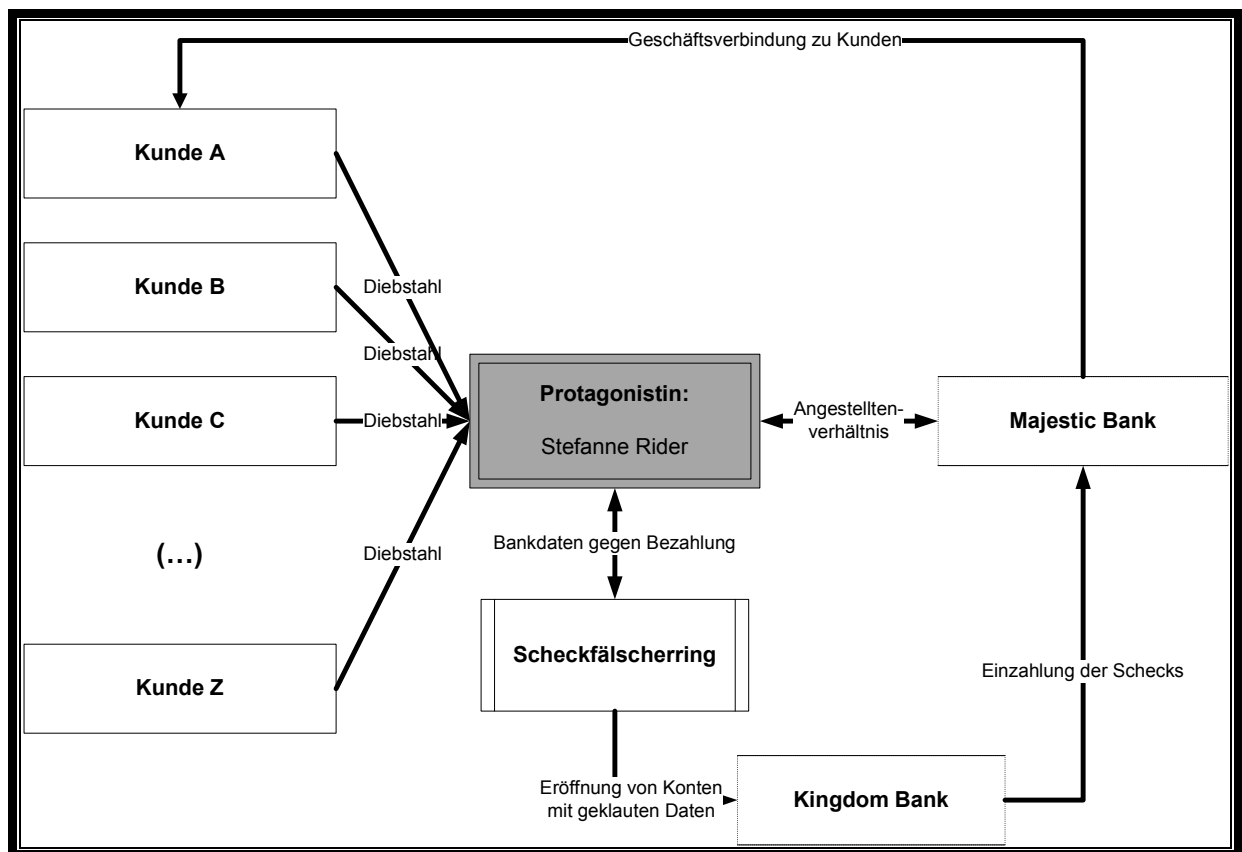 Geschäftsverbindung zu Kunden
Kunde A
Kunde B
Diebstahl
Diebstahl
Kunde C
Diebstahl
Protagonistin:
Stefanne Rider
Angestellten-
verhältnis
Majestic Bank
(...)
Diebstahl
Bankdaten gegen Bezahlung
Scheckfälscherring
Kunde Z
Einzahlung der Schecks
Eröffnung von Konten
mit geklauten Daten
Kingdom Bank